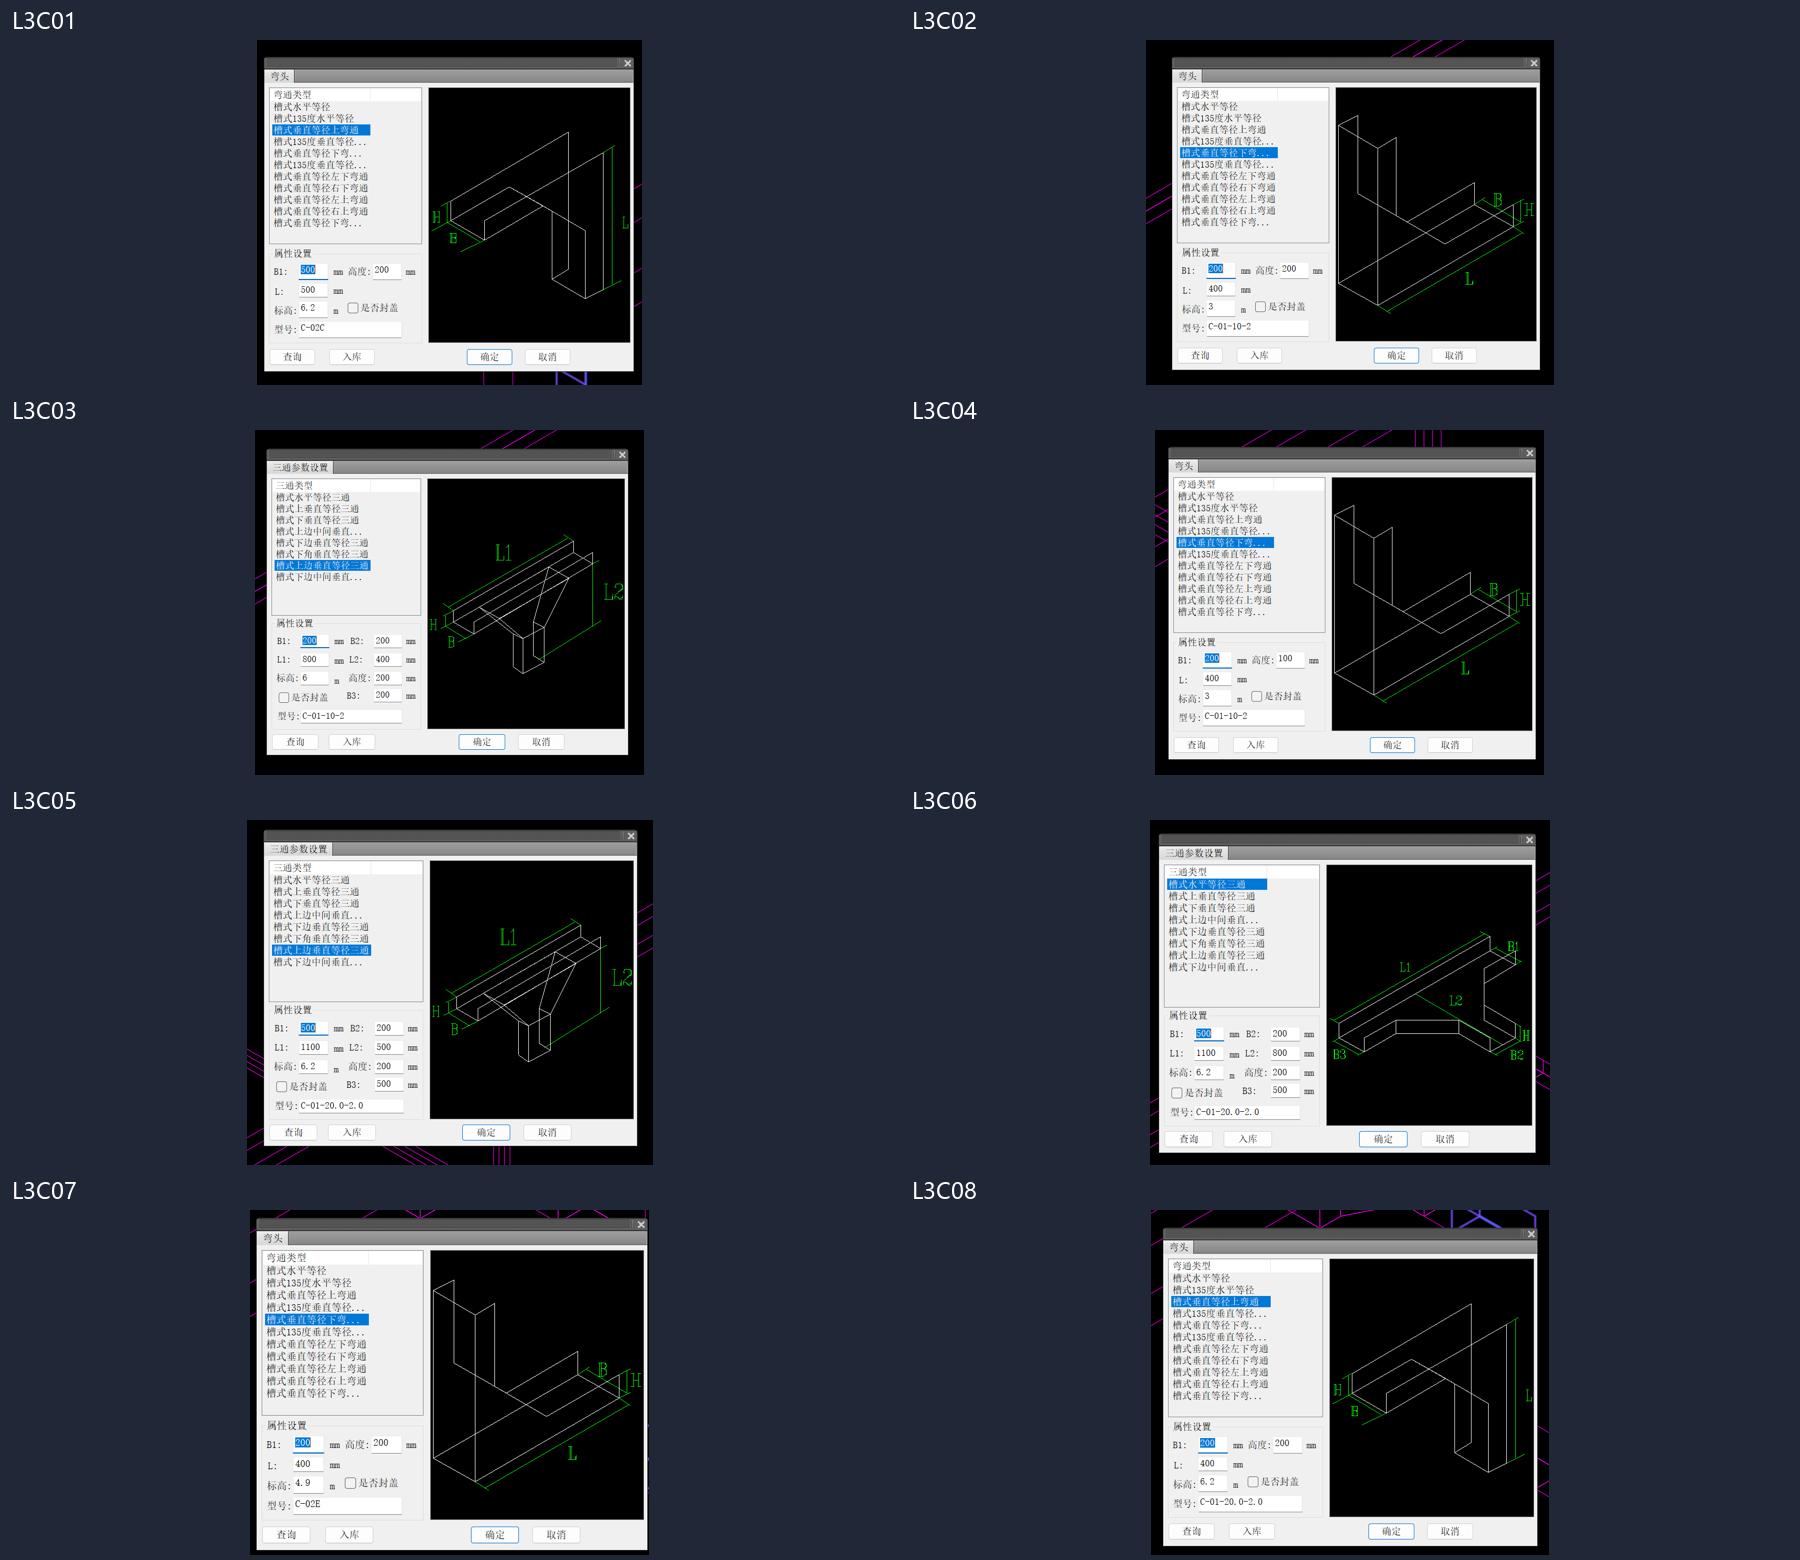 L3C01
弯头
弯通类型
槽式水平等径
槽式135度水平等径
槽式垂直等径上弯通
槽式135度垂直等径...
槽式垂直等径下弯...
槽式135度垂直等径...
槽式垂直等径左下弯通
槽式垂直等径右下弯通
槽式垂直等径左上弯通
槽式垂直等径右上弯通
槽式垂直等径下弯...
属性设置
B1: 500 mm 高度: 200 mm
L: 500 mm
标高: 6.2 m 是否封盖
型号: C-02C
查询 入库 确定 取消
H
B
L
L3C02
弯头
弯通类型
槽式水平等径
槽式135度水平等径
槽式垂直等径上弯通
槽式135度垂直等径...
槽式垂直等径下弯...
槽式135度垂直等径...
槽式垂直等径左下弯通
槽式垂直等径右下弯通
槽式垂直等径左上弯通
槽式垂直等径右上弯通
槽式垂直等径下弯...
属性设置
B1: 200 mm 高度: 200 mm
L: 400 mm
标高: 3 m 是否封盖
型号: C-01-10-2
查询 入库 确定 取消
B
H
L
L3C03
三通参数设置
三通类型
槽式水平等径三通
槽式上垂直等径三通
槽式下垂直等径三通
槽式上边中间垂直...
槽式下边垂直等径三通
槽式下角垂直等径三通
槽式上边垂直等径三通
槽式下边中间垂直...
属性设置
B1: 200 mm B2: 200 mm
L1: 800 mm L2: 400 mm
标高: 6 m 高度: 200 mm
是否封盖 B3: 200 mm
型号: C-01-10-2
查询 入库 确定 取消
L1
L2
H
B
L3C04
弯头
弯通类型
槽式水平等径
槽式135度水平等径
槽式垂直等径上弯通
槽式135度垂直等径...
槽式垂直等径下弯...
槽式135度垂直等径...
槽式垂直等径左下弯通
槽式垂直等径右下弯通
槽式垂直等径左上弯通
槽式垂直等径右上弯通
槽式垂直等径下弯...
属性设置
B1: 200 mm 高度: 100 mm
L: 400 mm
标高: 3 m 是否封盖
型号: C-01-10-2
查询 入库 确定 取消
B
H
L
L3C05
三通参数设置
三通类型
槽式水平等径三通
槽式上垂直等径三通
槽式下垂直等径三通
槽式上边中间垂直...
槽式下边垂直等径三通
槽式下角垂直等径三通
槽式上边垂直等径三通
槽式下边中间垂直...
属性设置
B1: 500 mm B2: 200 mm
L1: 1100 mm L2: 500 mm
标高: 6.2 m 高度: 200 mm
是否封盖 B3: 500 mm
型号: C-01-20.0-2.0
查询 入库 确定 取消
L1
L2
H
B
L3C06
三通参数设置
三通类型
槽式水平等径三通
槽式上垂直等径三通
槽式下垂直等径三通
槽式上边中间垂直...
槽式下边垂直等径三通
槽式下角垂直等径三通
槽式上边垂直等径三通
槽式下边中间垂直...
属性设置
B1: 500 mm B2: 200 mm
L1: 1100 mm L2: 800 mm
标高: 6.2 m 高度: 200 mm
是否封盖 B3: 500 mm
型号: C-01-20.0-2.0
查询 入库 确定 取消
B1
L1
L2
H
B3
B2
L3C07
弯头
弯通类型
槽式水平等径
槽式135度水平等径
槽式垂直等径上弯通
槽式135度垂直等径...
槽式垂直等径下弯...
槽式135度垂直等径...
槽式垂直等径左下弯通
槽式垂直等径右下弯通
槽式垂直等径左上弯通
槽式垂直等径右上弯通
槽式垂直等径下弯...
属性设置
B1: 200 mm 高度: 200 mm
L: 400 mm
标高: 4.9 m 是否封盖
型号: C-02E
查询 入库 确定 取消
B
H
L
L3C08
弯头
弯通类型
槽式水平等径
槽式135度水平等径
槽式垂直等径上弯通
槽式135度垂直等径...
槽式垂直等径下弯...
槽式135度垂直等径...
槽式垂直等径左下弯通
槽式垂直等径右下弯通
槽式垂直等径左上弯通
槽式垂直等径右上弯通
槽式垂直等径下弯...
属性设置
B1: 200 mm 高度: 200 mm
L: 400 mm
标高: 6.2 m 是否封盖
型号: C-01-20.0-2.0
查询 入库 确定 取消
H
B
L